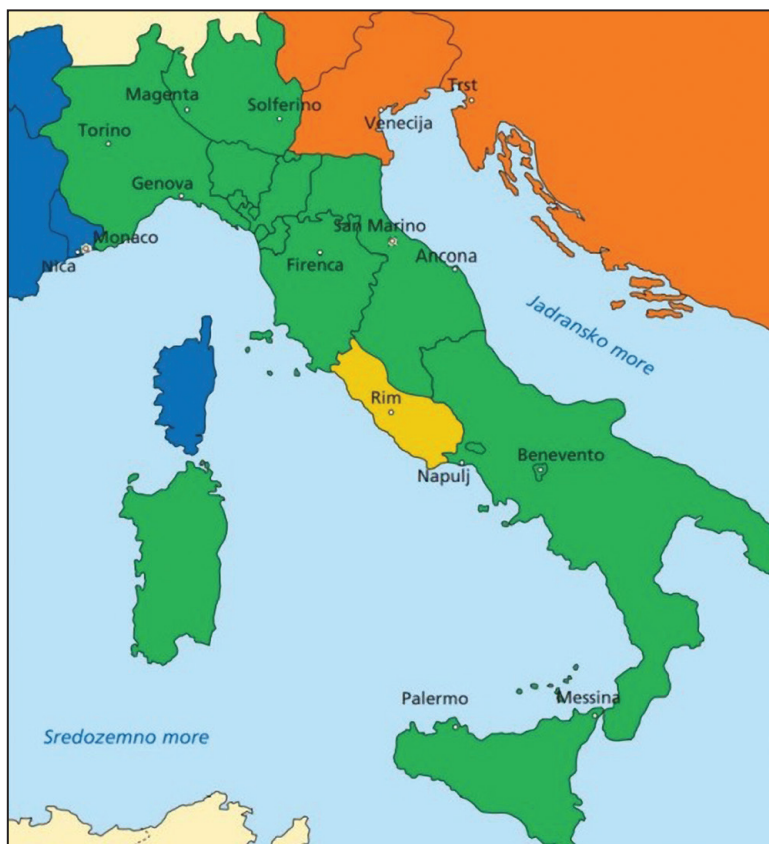 Trst
Magenta
Solferino
Venecija
Torino
Genova
San Marino
Monaco
Nica
Firenca
Ancona
Jadransko more
Rim
Benevento
Napulj
Palermo
Messina
Sredozemno more